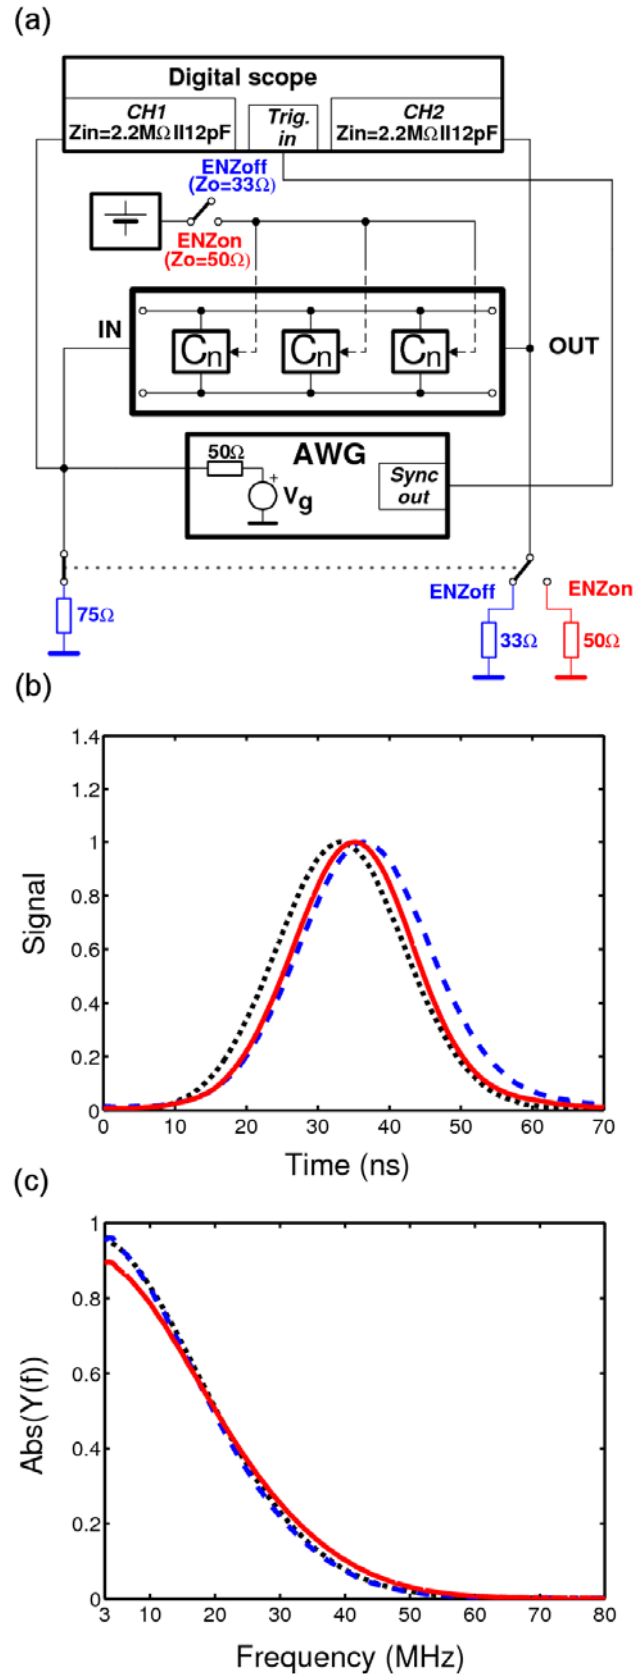 (a)
Digital scope
CH1
Zin=2.2MΩII12pF
Trig.
in
CH2
Zin=2.2MΩII12pF
ENZoff
(Zo=33Ω)
ENZon
(Zo=50Ω)
IN
Cn
Cn
Cn
OUT
50Ω
AWG
+
Vg
Sync
out
ENZoff
ENZon
75Ω
33Ω
50Ω
(b)
1.4
1.2
1
0.8
0.6
0.4
0.2
0
Signal
0 10 20 30 40 50 60 70
Time (ns)
(c)
1
0.8
0.6
0.4
0.2
0
Abs(Y(f))
3 10 20 30 40 50 60 70 80
Frequency (MHz)